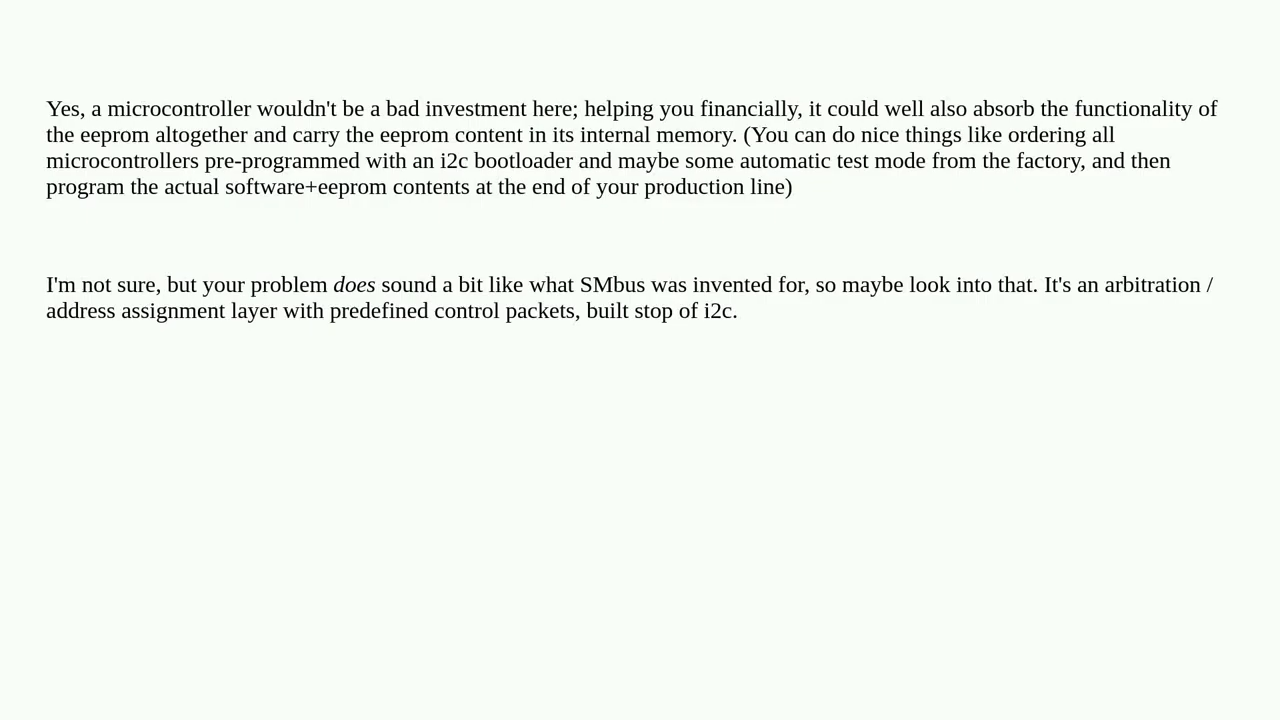 Yes, a microcontroller wouldn't be a bad investment here; helping you financially, it could well also absorb the functionality of
the eeprom altogether and carry the eeprom content in its internal memory. (You can do nice things like ordering all
microcontrollers pre-programmed with an i2c bootloader and maybe some automatic test mode from the factory, and then
program the actual software+eeprom contents at the end of your production line)
I'm not sure, but your problem does sound a bit like what SMbus was invented for, so maybe look into that. It's an arbitration /
address assignment layer with predefined control packets, built stop of i2c.